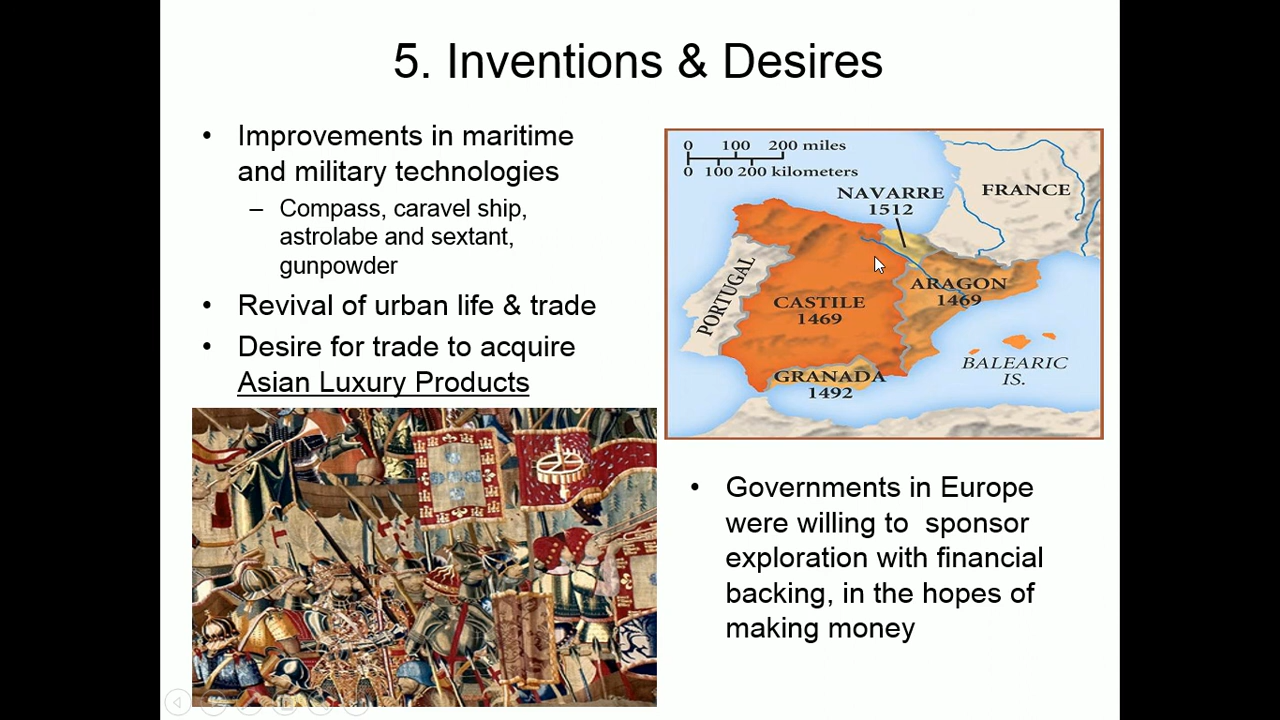 5. Inventions & Desires
• Improvements in maritime
and military technologies
– Compass, caravel ship,
astrolabe and sextant,
gunpowder
• Revival of urban life & trade
• Desire for trade to acquire
Asian Luxury Products
0 100 200 miles
0 100 200 kilometers
NAVARRE
1512
FRANCE
PORTUGAL
CASTILE
1469
ARAGON
1469
GRANADA
1492
BALEARIC
IS.
• Governments in Europe
were willing to sponsor
exploration with financial
backing, in the hopes of
making money